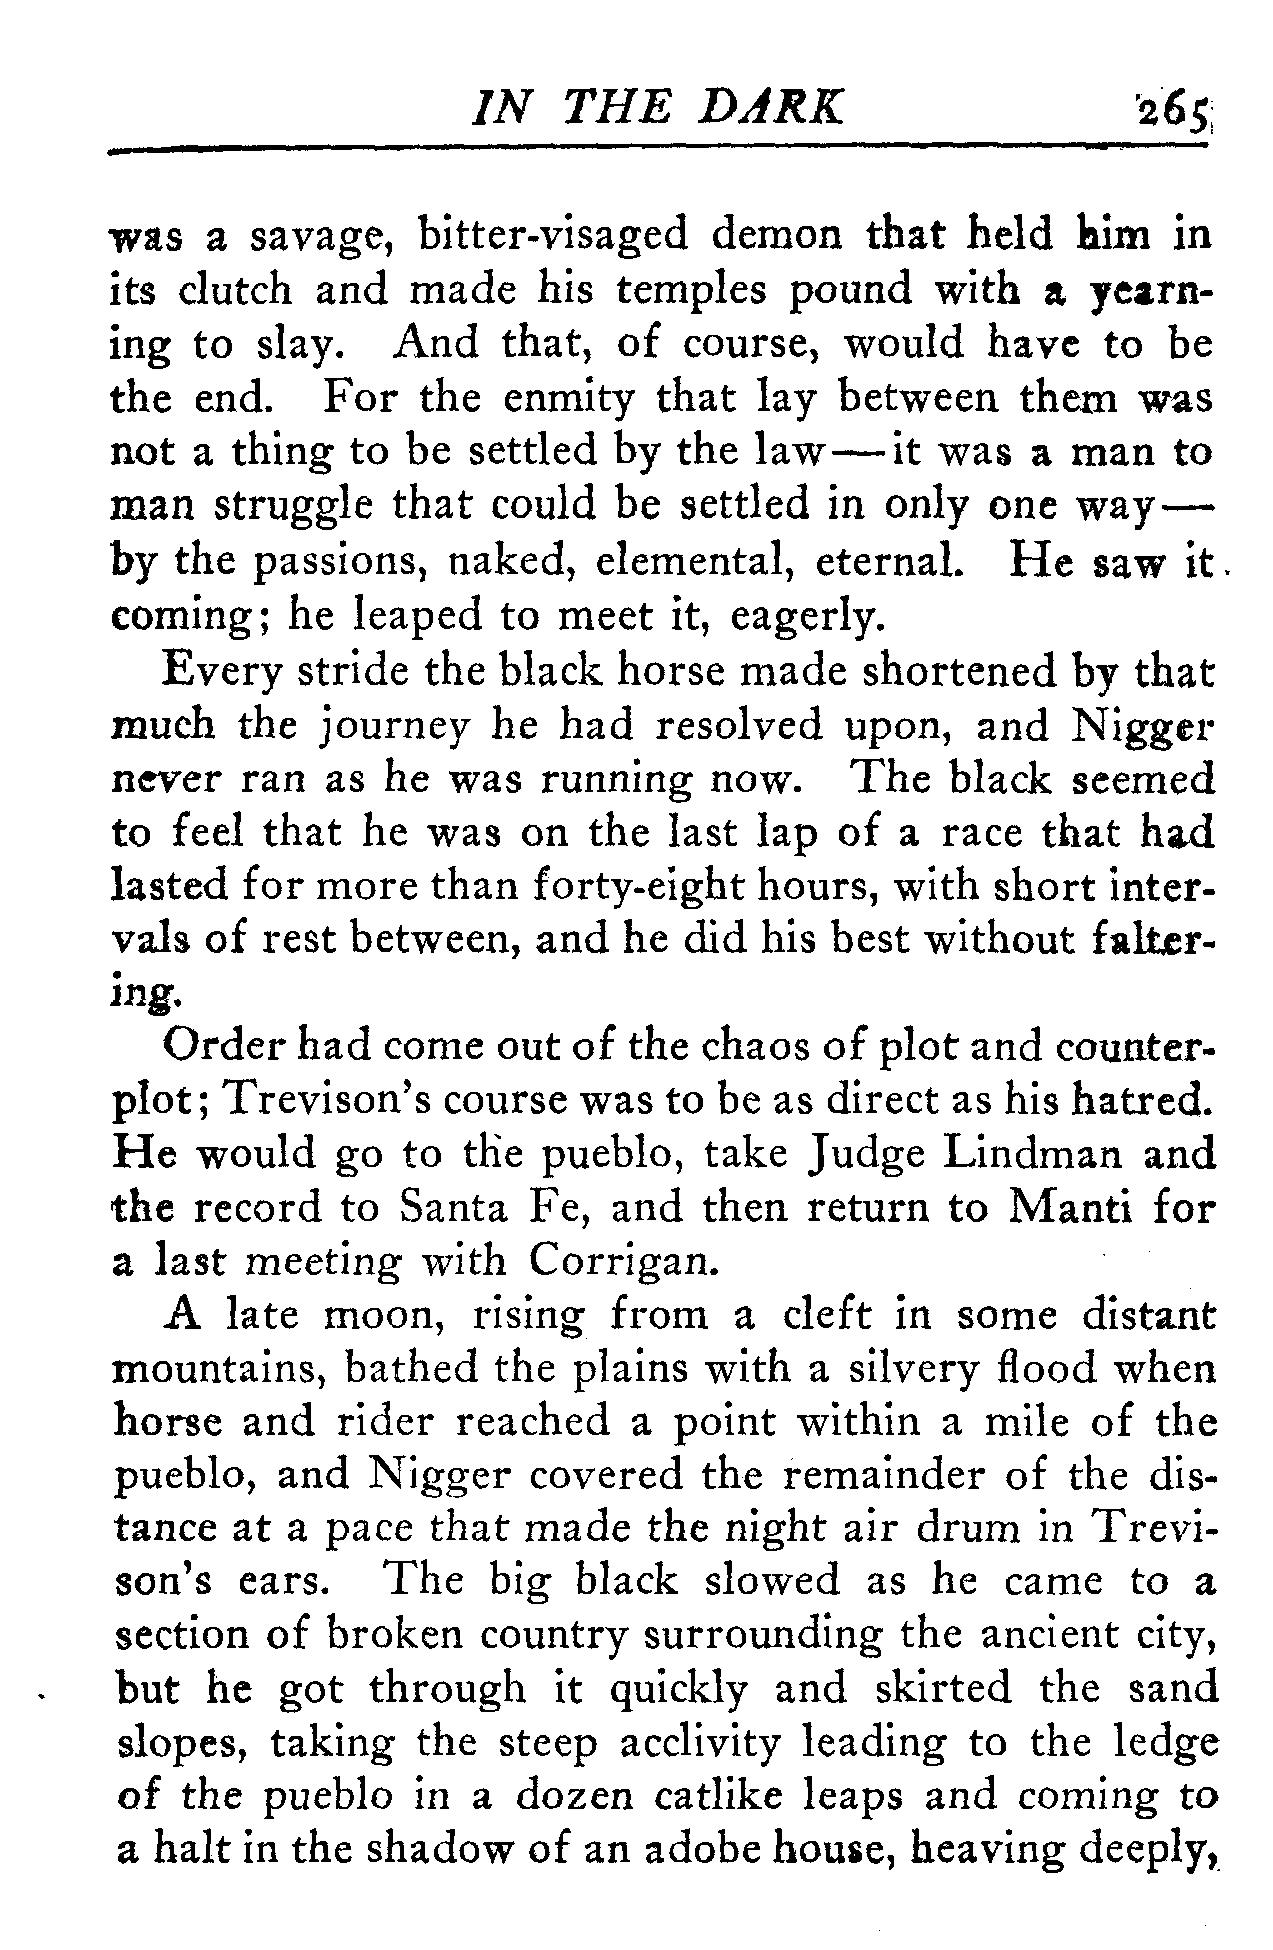 IN THE DARK 265
was a savage, bitter-visaged demon that held him in
its clutch and made his temples pound with a yearn-
ing to slay. And that, of course, would have to be
the end. For the enmity that lay between them was
not a thing to be settled by the law—it was a man to
man struggle that could be settled in only one way—
by the passions, naked, elemental, eternal. He saw it
coming; he leaped to meet it, eagerly.
Every stride the black horse made shortened by that
much the journey he had resolved upon, and Nigger
never ran as he was running now. The black seemed
to feel that he was on the last lap of a race that had
lasted for more than forty-eight hours, with short inter-
vals of rest between, and he did his best without falter-
ing.
Order had come out of the chaos of plot and counter-
plot; Trevison's course was to be as direct as his hatred.
He would go to the pueblo, take Judge Lindman and
the record to Santa Fe, and then return to Manti for
a last meeting with Corrigan.
A late moon, rising from a cleft in some distant
mountains, bathed the plains with a silvery flood when
horse and rider reached a point within a mile of the
pueblo, and Nigger covered the remainder of the dis-
tance at a pace that made the night air drum in Trevi-
son's ears. The big black slowed as he came to a
section of broken country surrounding the ancient city,
but he got through it quickly and skirted the sand
slopes, taking the steep acclivity leading to the ledge
of the pueblo in a dozen catlike leaps and coming to
a halt in the shadow of an adobe house, heaving deeply,